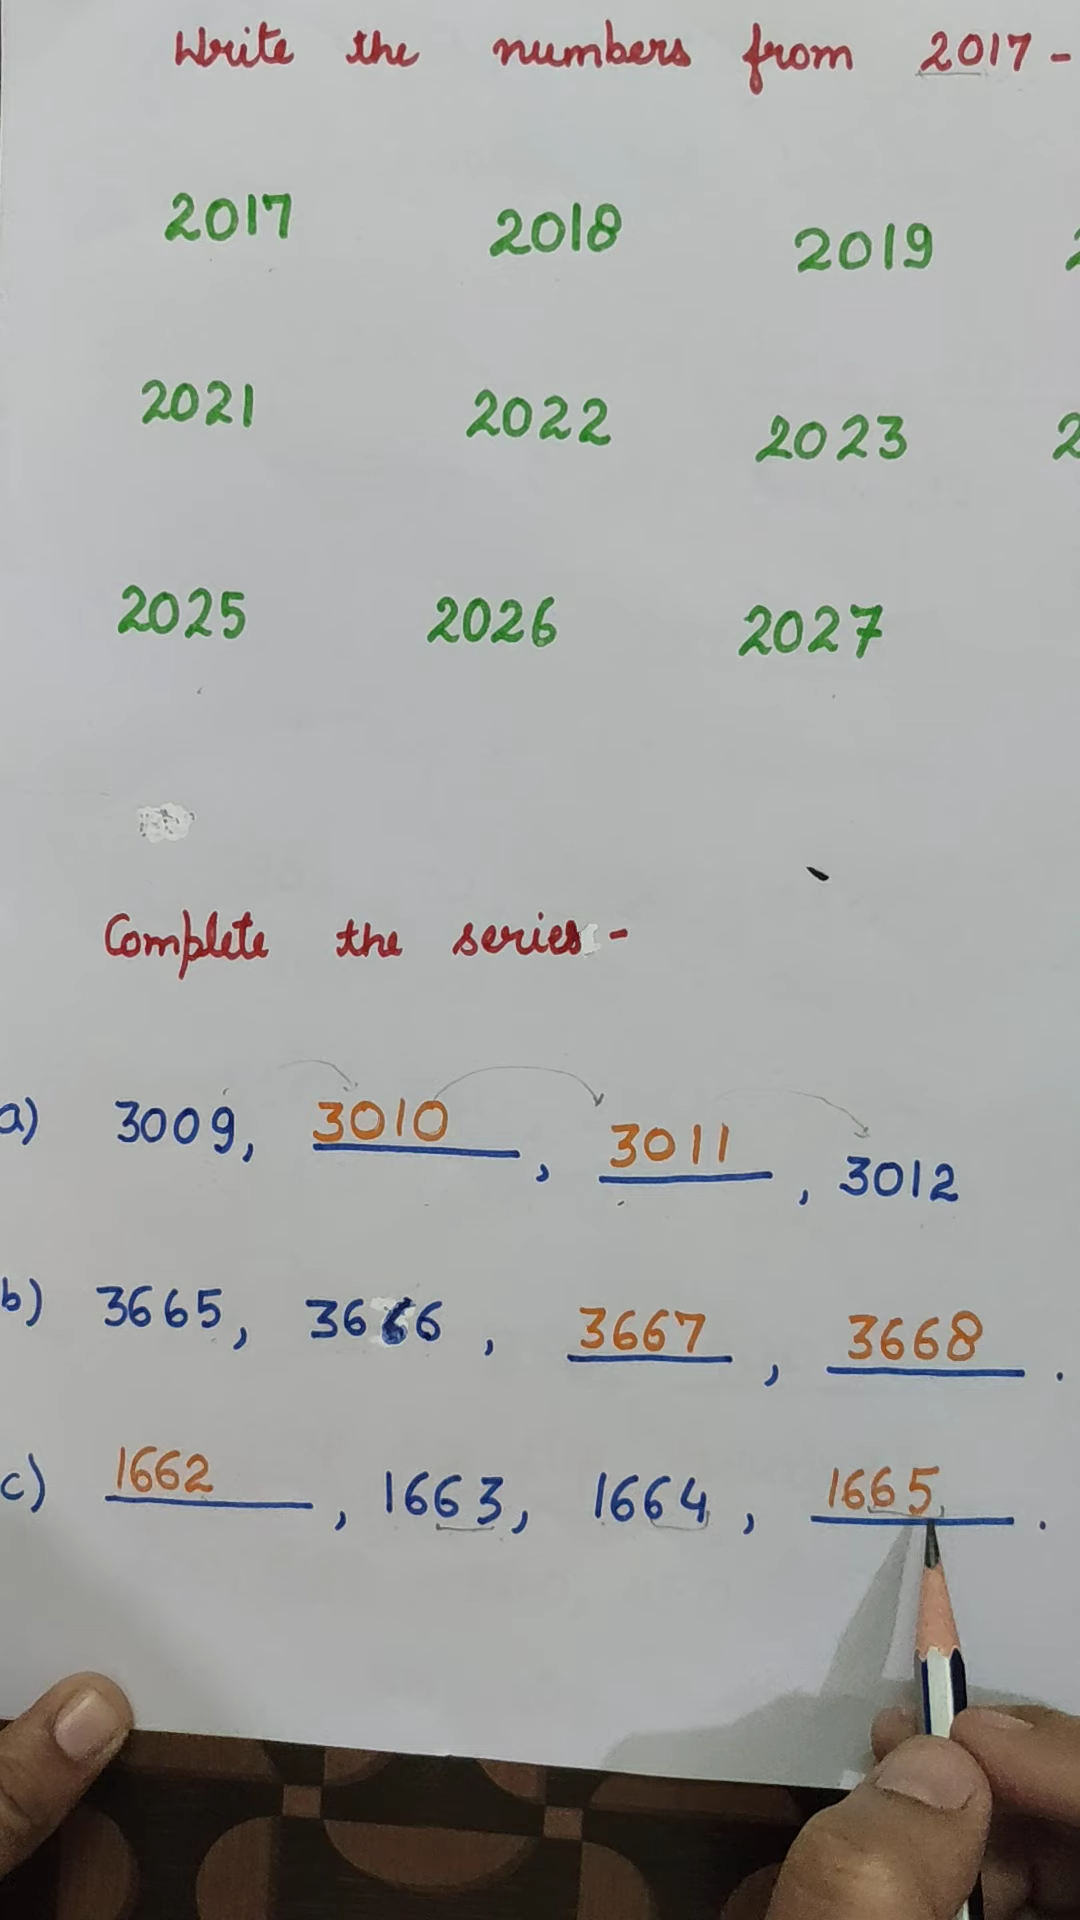 Write the numbers from 2017 -
2017 2018 2019
2021 2022 2023
2025 2026 2027
Complete the series -
a) 3009, 3010, 3011, 3012
b) 3665, 3666, 3667, 3668.
c) 1662, 1663, 1664, 1665.